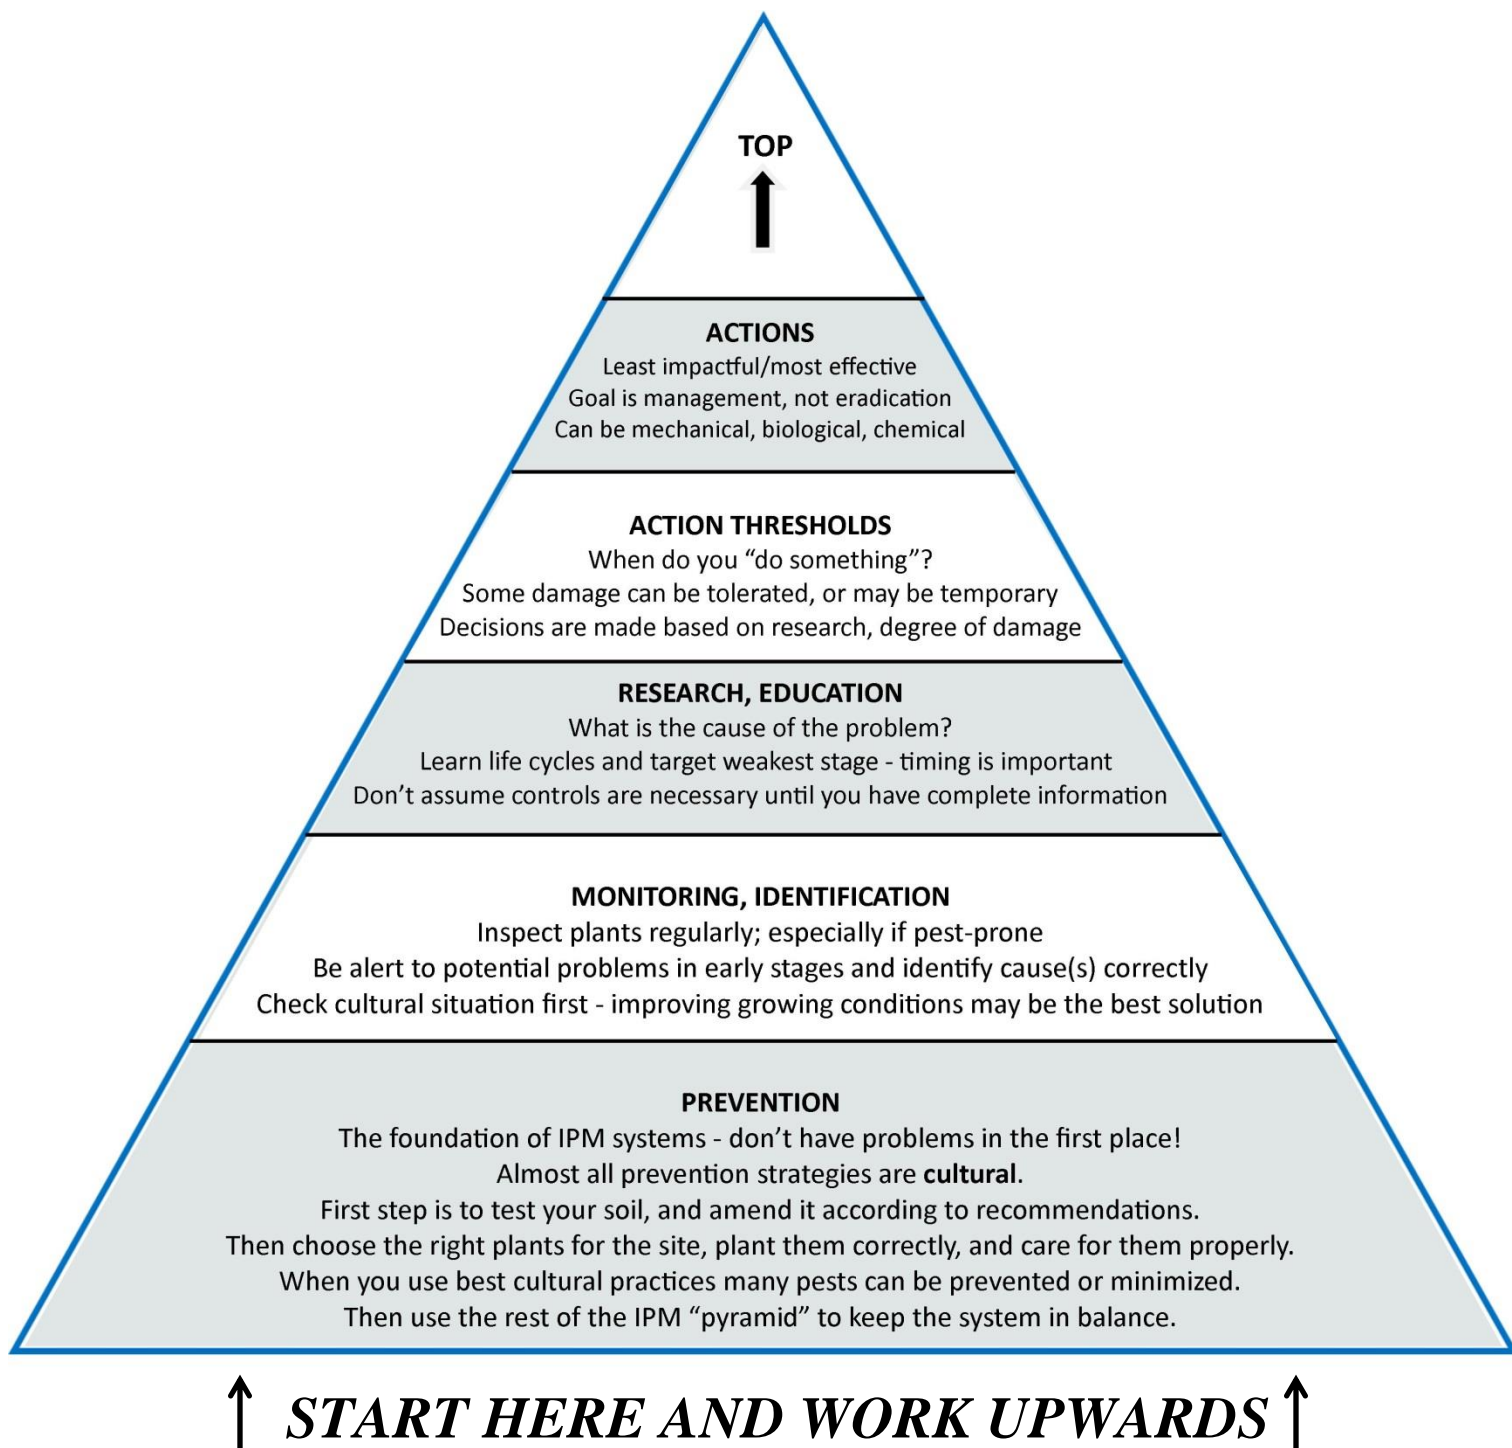 TOP
ACTIONS
Least impactful/most effective
Goal is management, not eradication
Can be mechanical, biological, chemical
ACTION THRESHOLDS
When do you “do something”?
Some damage can be tolerated, or may be temporary
Decisions are made based on research, degree of damage
RESEARCH, EDUCATION
What is the cause of the problem?
Learn life cycles and target weakest stage - timing is important
Don’t assume controls are necessary until you have complete information
MONITORING, IDENTIFICATION
Inspect plants regularly; especially if pest-prone
Be alert to potential problems in early stages and identify cause(s) correctly
Check cultural situation first - improving growing conditions may be the best solution
PREVENTION
The foundation of IPM systems - don’t have problems in the first place!
Almost all prevention strategies are cultural.
First step is to test your soil, and amend it according to recommendations.
Then choose the right plants for the site, plant them correctly, and care for them properly.
When you use best cultural practices many pests can be prevented or minimized.
Then use the rest of the IPM “pyramid” to keep the system in balance.
START HERE AND WORK UPWARDS